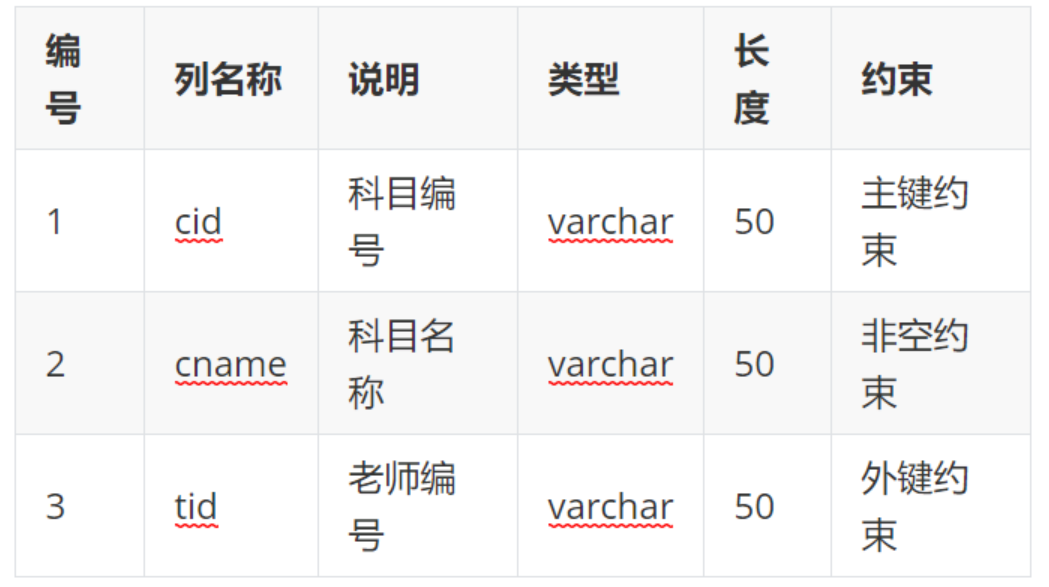 编号 列名称 说明 类型 长度 约束
1 cid 科目编号 varchar 50 主键约束
2 cname 科目名称 varchar 50 非空约束
3 tid 老师编号 varchar 50 外键约束